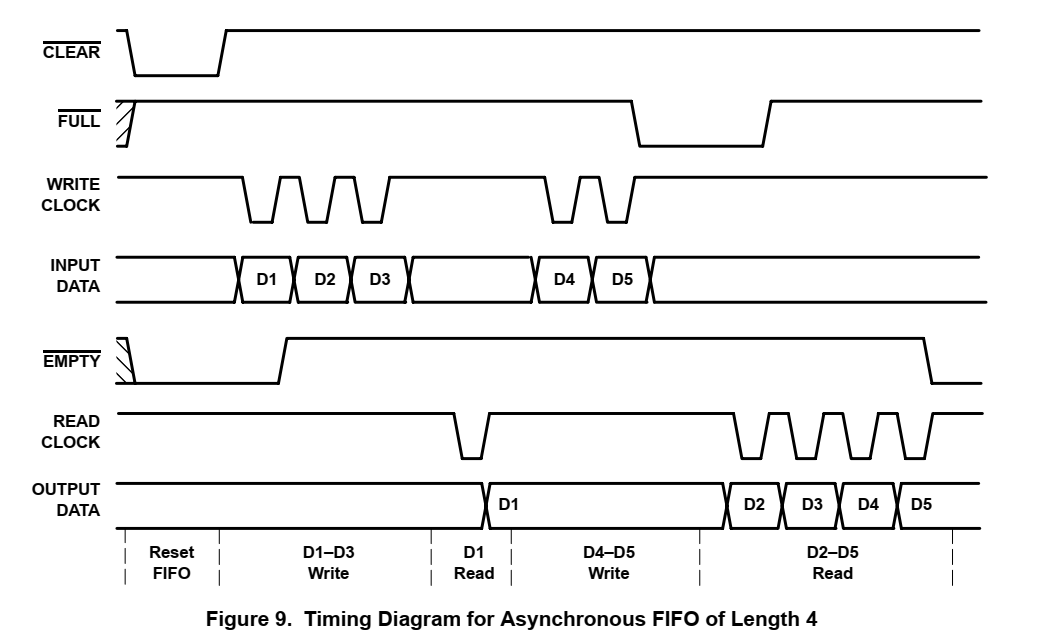 CLEAR
FULL
WRITE
CLOCK
INPUT
DATA
D1 D2 D3 D4 D5
EMPTY
READ
CLOCK
OUTPUT
DATA
D1 D2 D3 D4 D5
Reset
FIFO
D1–D3
Write
D1
Read
D4–D5
Write
D2–D5
Read
Figure 9. Timing Diagram for Asynchronous FIFO of Length 4